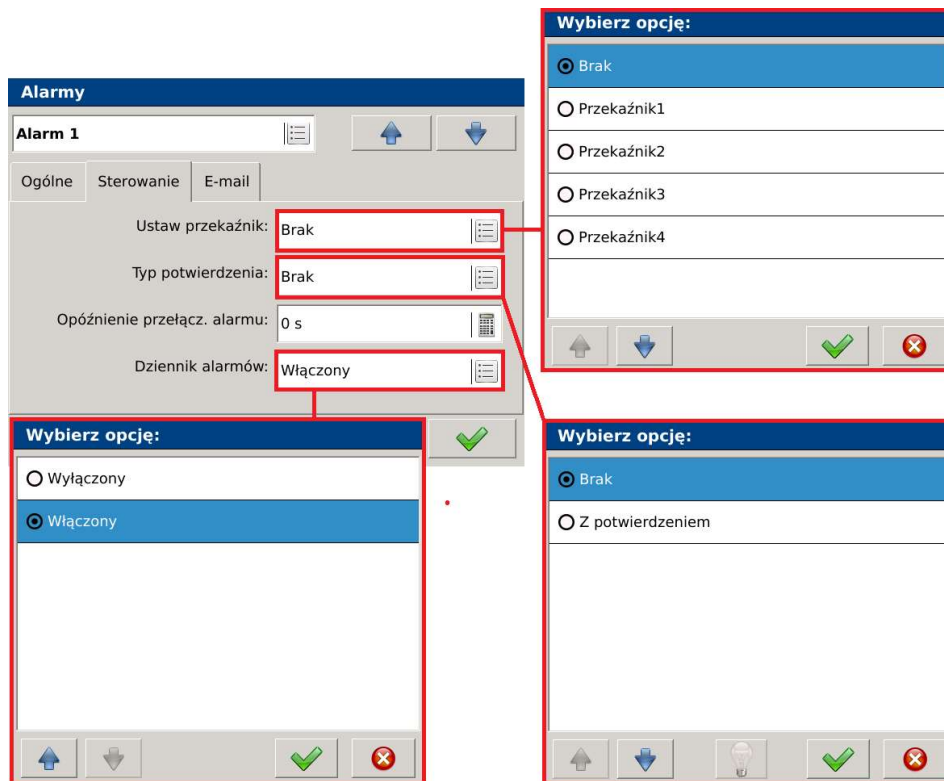 Wybierz opcję:
Brak
Przekaźnik1
Przekaźnik2
Przekaźnik3
Przekaźnik4
Alarmy
Alarm 1
Ogólne Sterowanie E-mail
Ustaw przekaźnik: Brak
Typ potwierdzenia: Brak
Opóźnienie przełącz. alarmu: 0 s
Dziennik alarmów: Włączony
Wybierz opcję:
Wyłączony
Włączony
Wybierz opcję:
Brak
Z potwierdzeniem